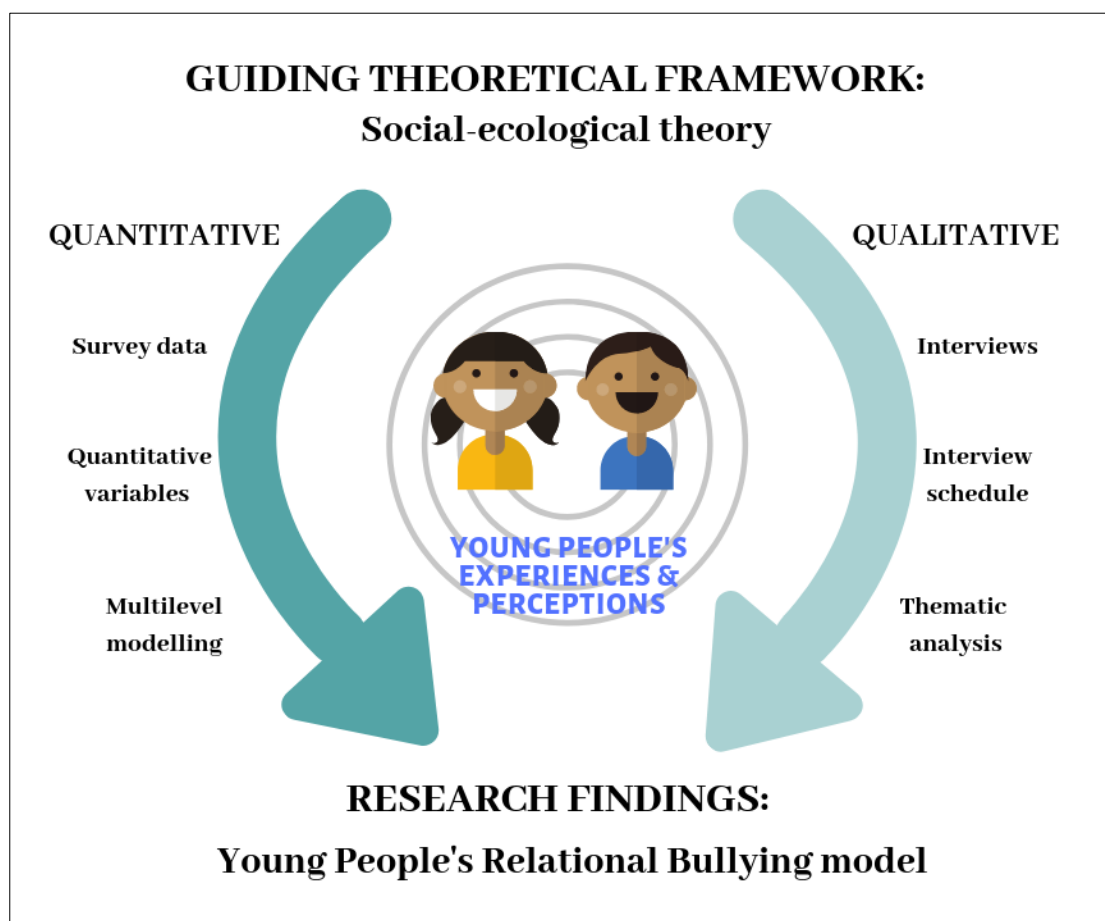 GUIDING THEORETICAL FRAMEWORK:
Social-ecological theory
QUANTITATIVE
Survey data
Quantitative
variables
Multilevel
modelling
YOUNG PEOPLE'S
EXPERIENCES &
PERCEPTIONS
QUALITATIVE
Interviews
Interview
schedule
Thematic
analysis
RESEARCH FINDINGS:
Young People's Relational Bullying model